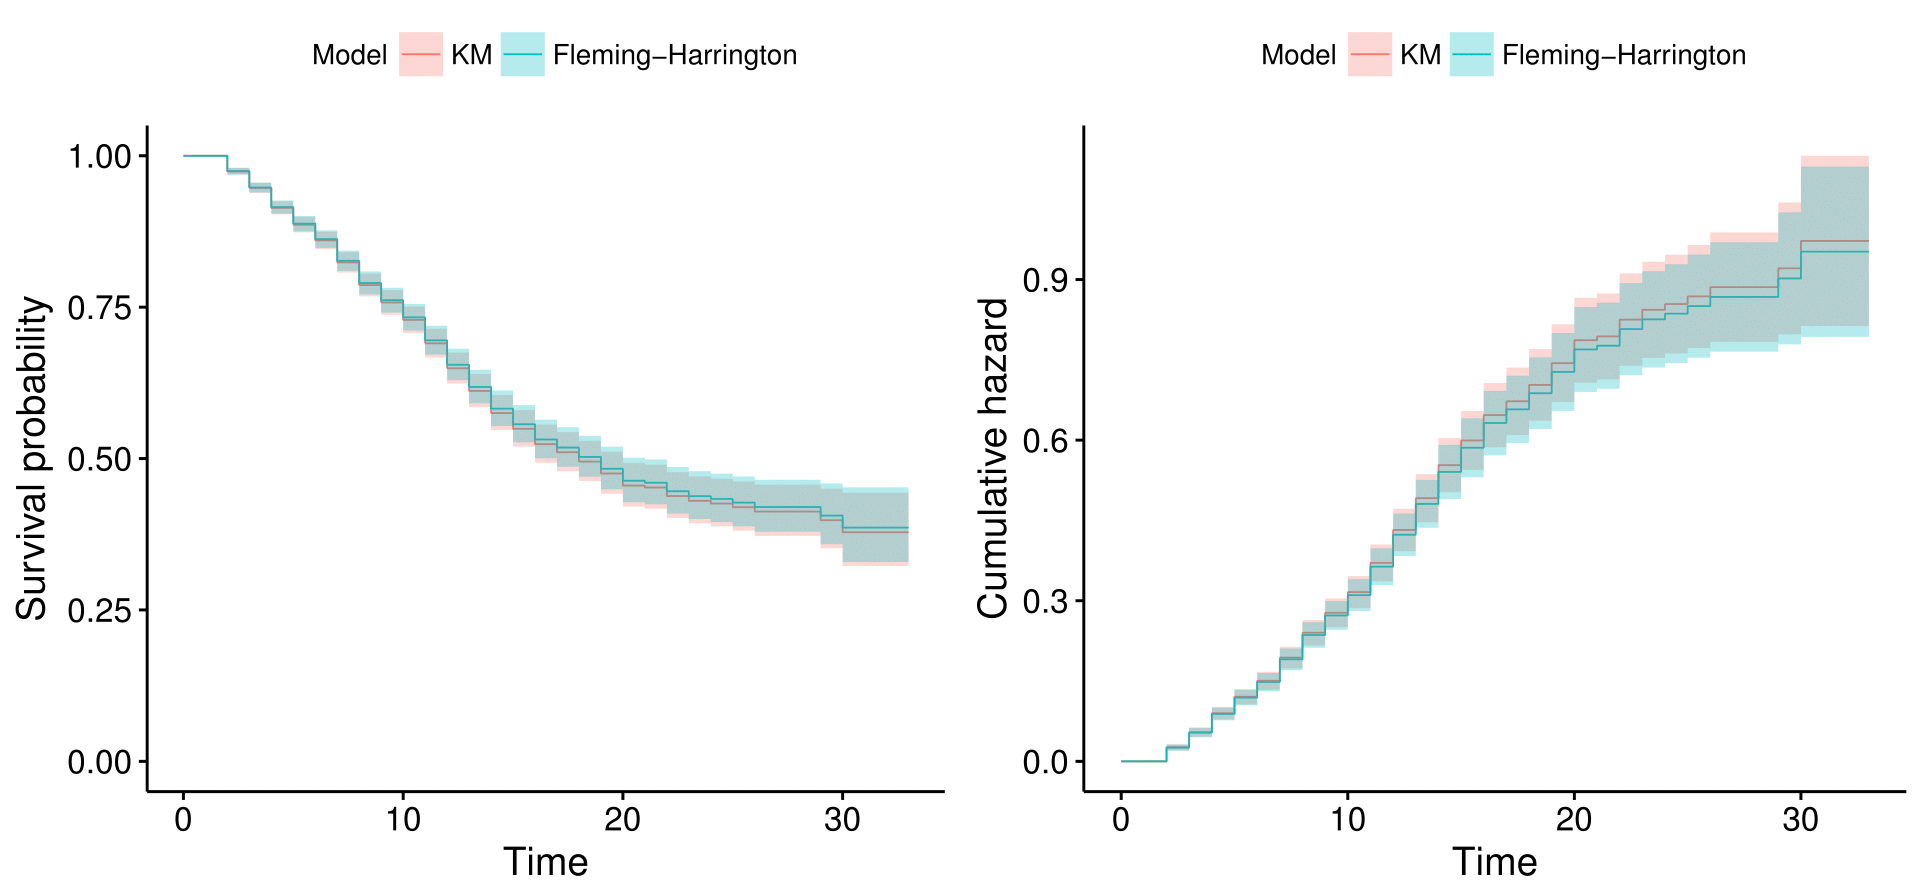 Model KM Fleming−Harrington
Survival probability
1.00
0.75
0.50
0.25
0.00
0 10 20 30
Time
Model KM Fleming−Harrington
Cumulative hazard
0.9
0.6
0.3
0.0
0 10 20 30
Time